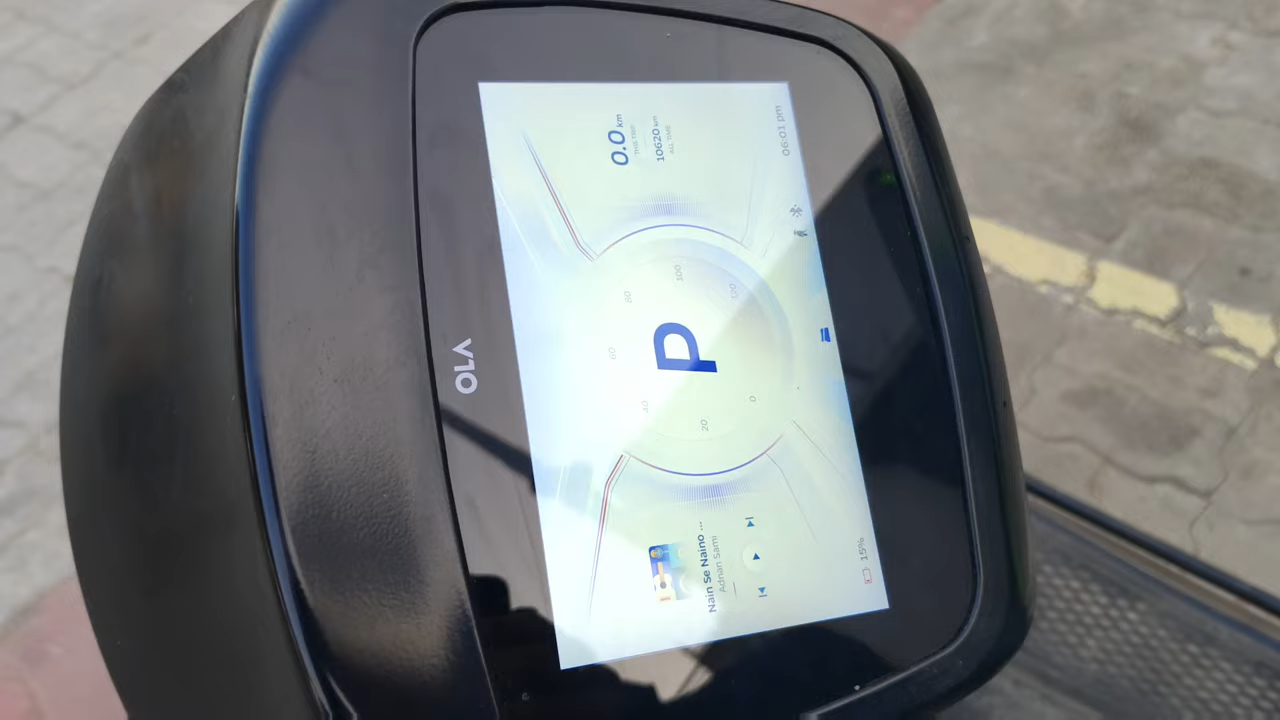 OLA
Nain Se Naino ...
Adnan Sami
P
0
20
40
60
80
100
120
0.0 km
THIS TRIP
10620 km
ALL TIME
15%
06:01 pm